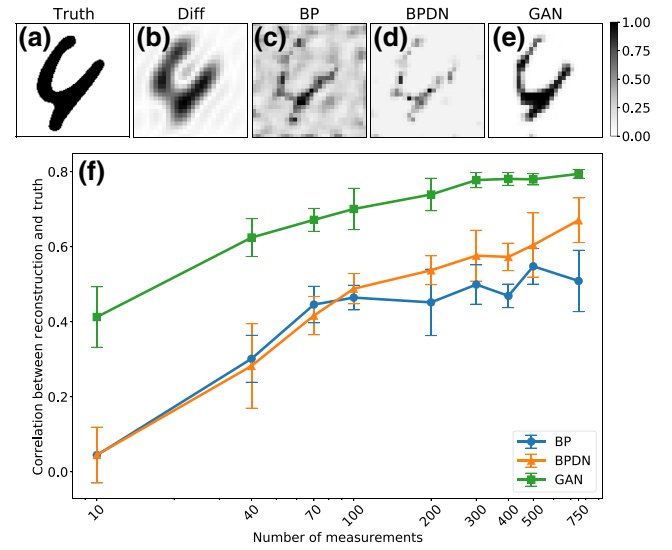 Truth Diff BP BPDN GAN
(a) (b) (c) (d) (e)
1.00
0.75
0.50
0.25
0.00
(f)
Correlation between reconstruction and truth
0.8
0.6
0.4
0.2
0.0
BP
BPDN
GAN
10 40 70 100 200 300 400 500 750
Number of measurements